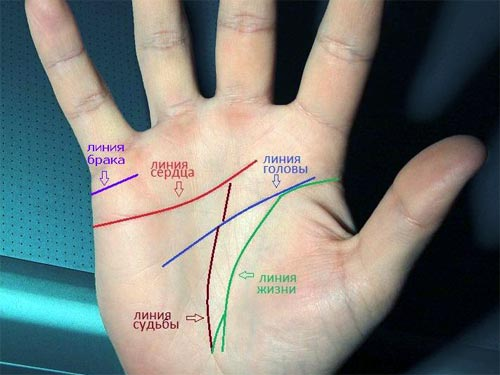 линия
брака
линия
сердца
линия
головы
линия
жизни
линия
судьбы